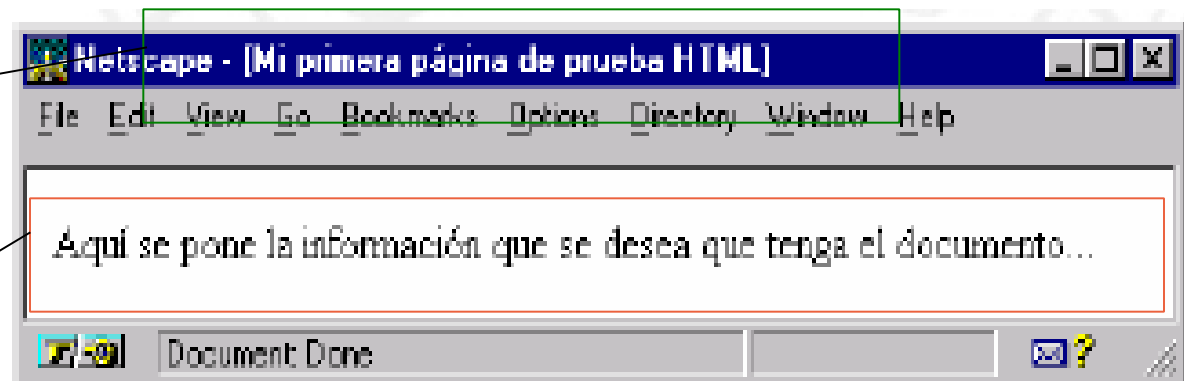 Netscape - [Mi primera página de prueba HTML]
File Edit View Go Bookmarks Options Directory Window Help
Aquí se pone la información que se desea que tenga el documento...
Document: Done